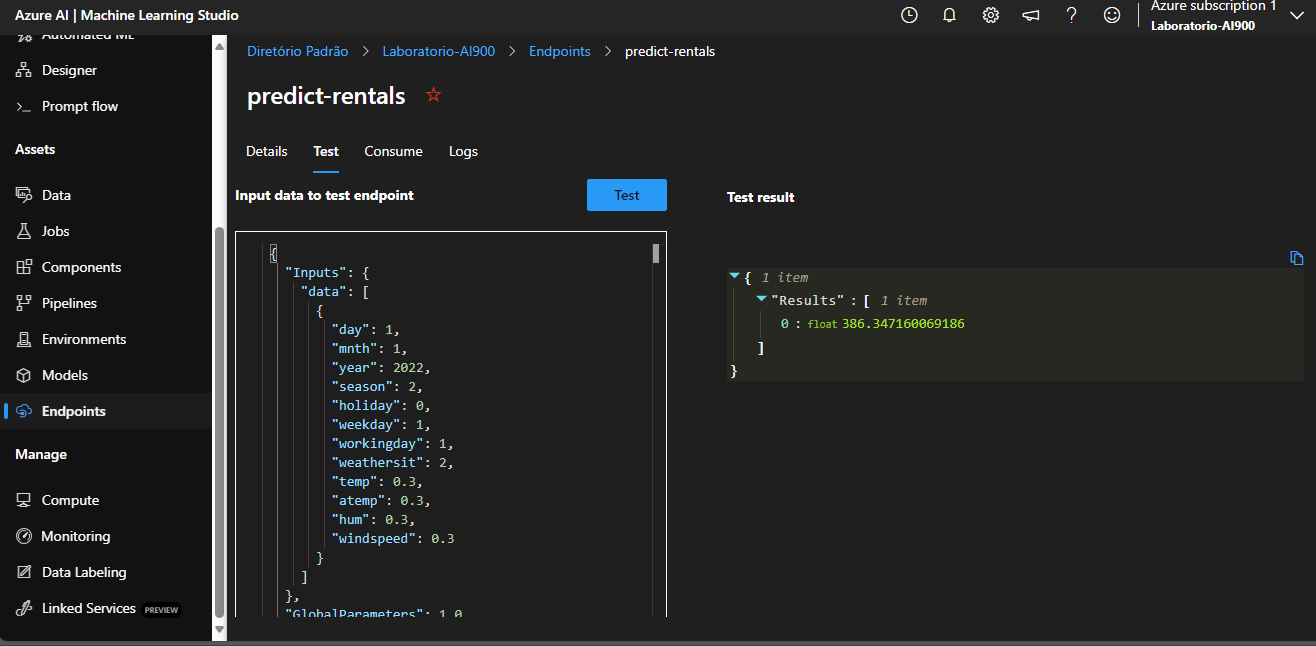 Azure AI | Machine Learning Studio
Azure subscription 1
Laboratorio-AI900
Automated ML
Designer
Prompt flow
Assets
Data
Jobs
Components
Pipelines
Environments
Models
Endpoints
Manage
Compute
Monitoring
Data Labeling
Linked Services PREVIEW
Diretório Padrão > Laboratorio-AI900 > Endpoints > predict-rentals
predict-rentals
Details Test Consume Logs
Input data to test endpoint
Test
{
"Inputs": {
"data": [
{
"day": 1,
"mnth": 1,
"year": 2022,
"season": 2,
"holiday": 0,
"weekday": 1,
"workingday": 1,
"weathersit": 2,
"temp": 0.3,
"atemp": 0.3,
"hum": 0.3,
"windspeed": 0.3
}
]
},
"GlobalParameters": 1.0
Test result
{ 1 item
"Results" : [ 1 item
0 : float 386.347160069186
]
}